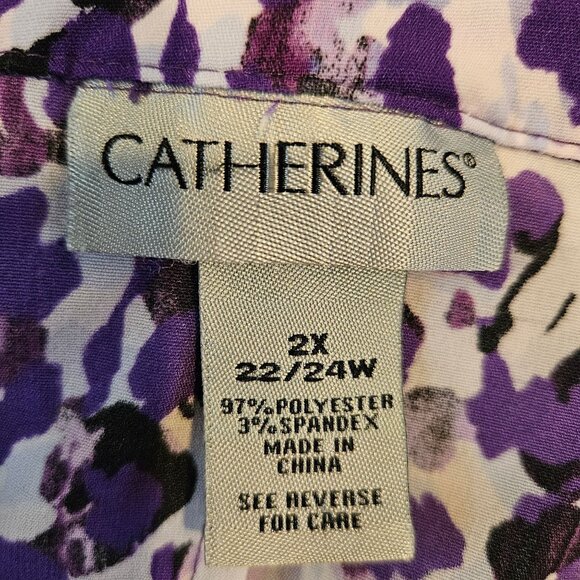 CATHERINES®
2X
22/24W
97% POLYESTER
3% SPANDEX
MADE IN
CHINA
SEE REVERSE
FOR CARE